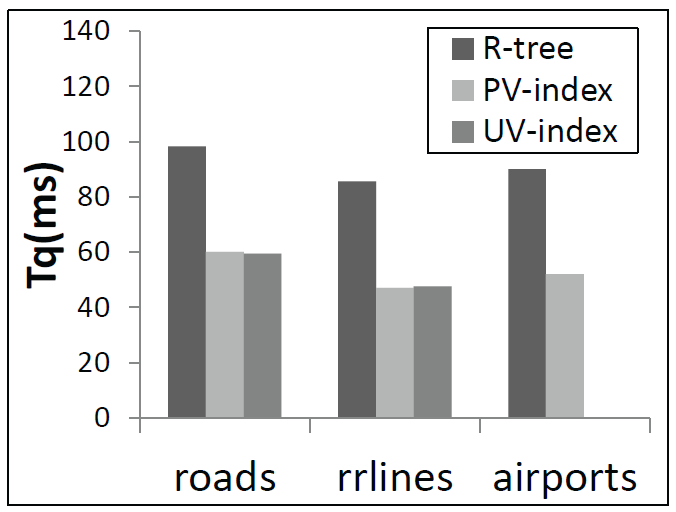 Tq(ms)
140
120
100
80
60
40
20
0
R-tree
PV-index
UV-index
roads
rrlines
airports